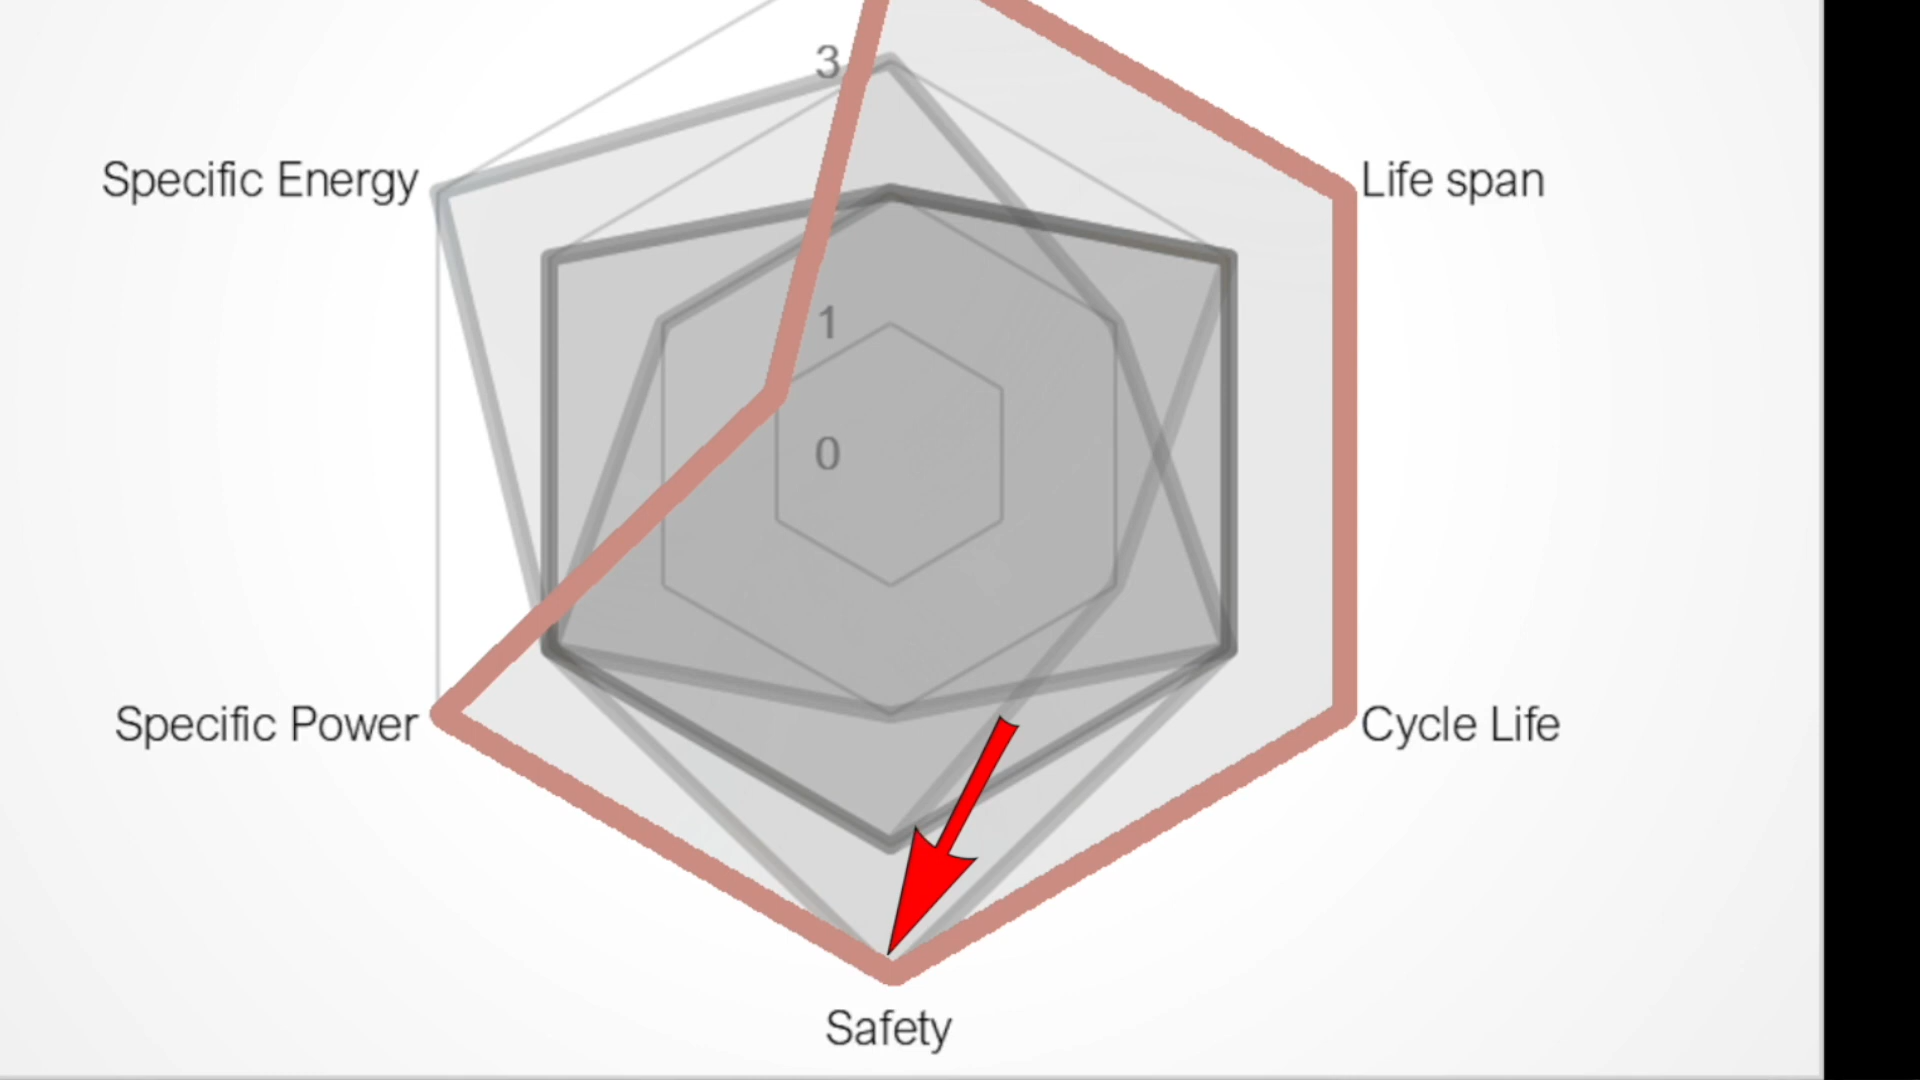 3
Specific Energy
Life span
1
0
Specific Power
Cycle Life
Safety